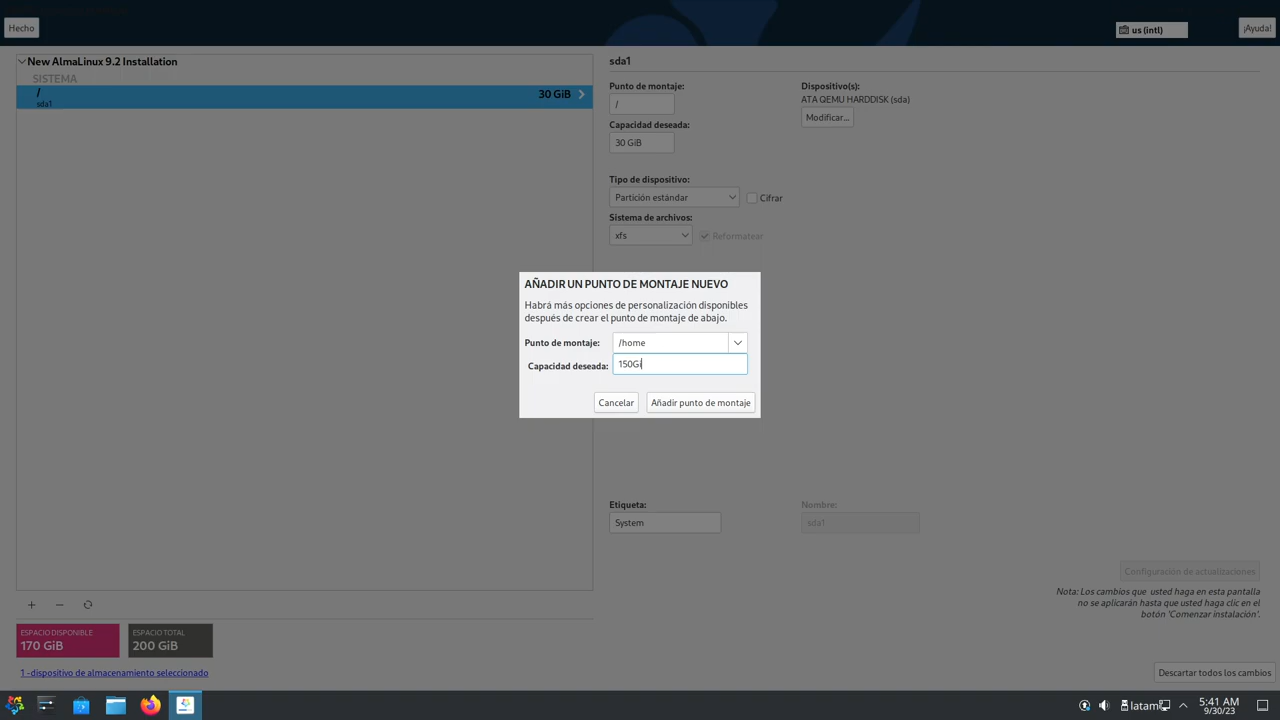 Hecho
us (intl)
¡Ayuda!
New AlmaLinux 9.2 Installation
SISTEMA
/
30 GiB
sda1
sda1
Punto de montaje:
/
Capacidad deseada:
30 GiB
Dispositivo(s):
ATA QEMU HARDDISK (sda)
Modificar...
Tipo de dispositivo:
Partición estándar
Cifrar
Sistema de archivos:
xfs
Reformatear
AÑADIR UN PUNTO DE MONTAJE NUEVO
Habrá más opciones de personalización disponibles
después de crear el punto de montaje de abajo.
Punto de montaje:
/home
Capacidad deseada:
150Gi
Cancelar
Añadir punto de montaje
Etiqueta:
System
Nombre:
sda1
Configuración de actualizaciones
Nota: Los cambios que usted haga en esta pantalla
no se aplicarán hasta que usted haga clic en el
botón 'Comenzar instalación'.
ESPACIO DISPONIBLE
170 GiB
ESPACIO TOTAL
200 GiB
1 -dispositivo de almacenamiento seleccionado
Descartar todos los cambios
latam
5:41 AM
9/30/23